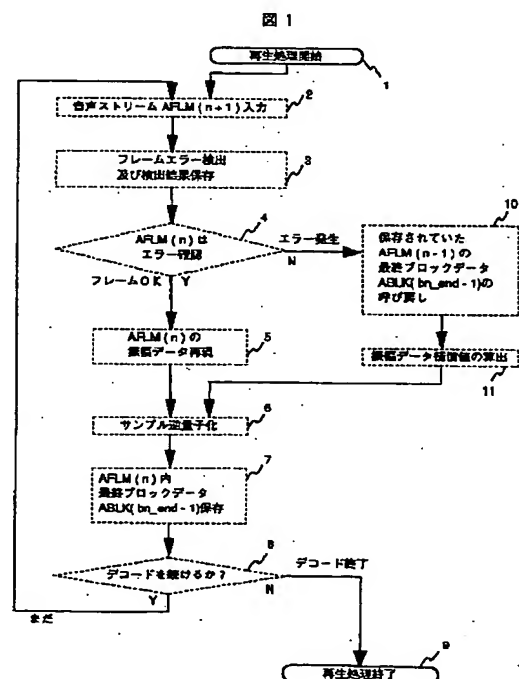 図 1
再生処理開始
1
音声ストリーム AFLM (n+1) 入力
2
フレームエラー検出
及び検出結果保存
3
AFLM (n) は
エラー確認
4
エラー発生
N
フレームOK
Y
10
保存されていた
AFLM (n-1) の
最終ブロックデータ
ABLK( bn_end - 1)の
呼び戻し
AFLM (n) の
振幅データ再現
5
振幅データ補償値の算出
11
サンプル逆量子化
6
7
AFLM (n) 内
最終ブロックデータ
ABLK( bn_end - 1)保存
デコードを続けるか？
8
デコード終了
Y
N
まだ
9
再生処理終了